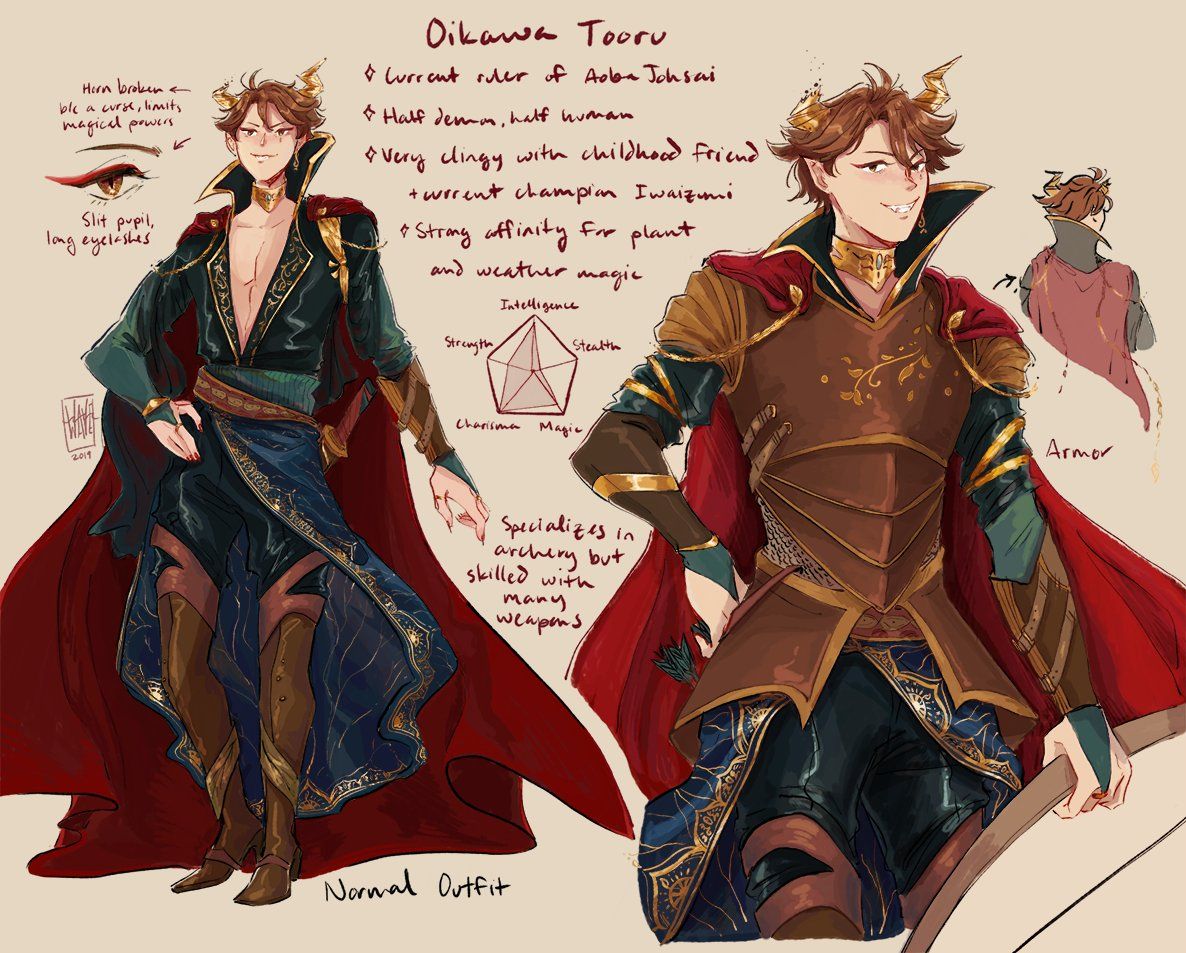 Oikawa Tooru
◊ Current ruler of Aoba Johsai
◊ Half demon, half human
◊ Very clingy with childhood friend
+ current champion Iwaizumi
◊ Strong affinity for plant
and weather magic
Horn broken ←
b/c a curse, limits
magical powers
Slit pupil,
long eyelashes
Intelligence
Strength
Stealth
Charisma
Magic
Specializes in
archery but
skilled with
many
weapons
Armor
2019
Normal Outfit